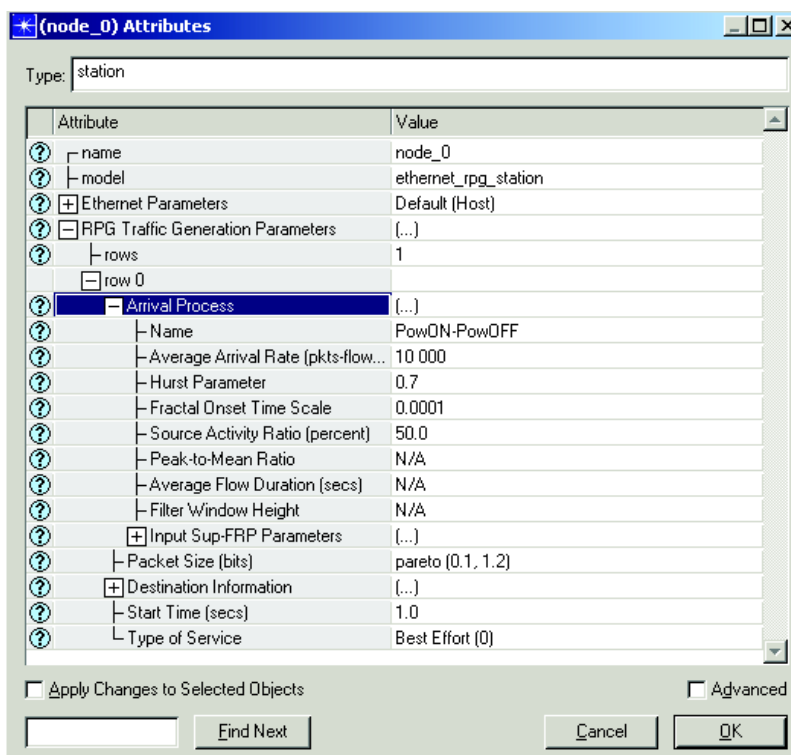 (node_0) Attributes
Type: station
Attribute Value
name node_0
model ethernet_rpg_station
Ethernet Parameters Default (Host)
RPG Traffic Generation Parameters (...)
rows 1
row 0
Arrival Process (...)
Name PowON-PowOFF
Average Arrival Rate (pkts-flow... 10 000
Hurst Parameter 0.7
Fractal Onset Time Scale 0.0001
Source Activity Ratio (percent) 50.0
Peak-to-Mean Ratio N/A
Average Flow Duration (secs) N/A
Filter Window Height N/A
Input Sup-FRP Parameters (...)
Packet Size (bits) pareto (0.1, 1.2)
Destination Information (...)
Start Time (secs) 1.0
Type of Service Best Effort (0)
Apply Changes to Selected Objects Advanced
Find Next Cancel OK